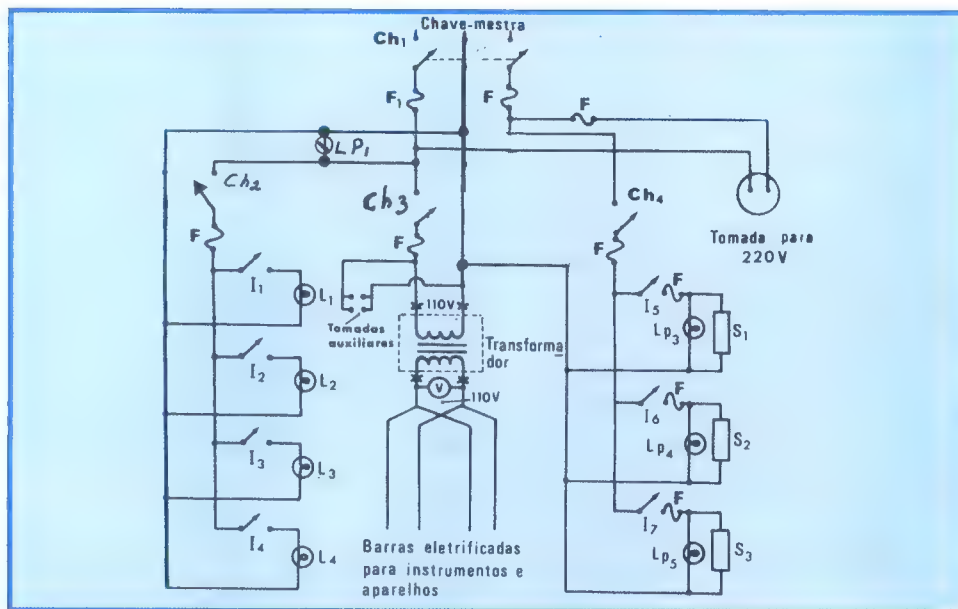 Chave-mestra
Ch1
F1
F
F
LP1
Ch2
Ch3
Ch4
F
F
F
Tomada para
220V
I1
L1
Tomadas
auxiliares
110V
Transforma
dor
I5
F
Lp3
S1
I2
L2
V
110V
I6
F
Lp4
S2
I3
L3
I7
F
Lp5
S3
I4
L4
Barras eletrificadas
para instrumentos e
aparelhos